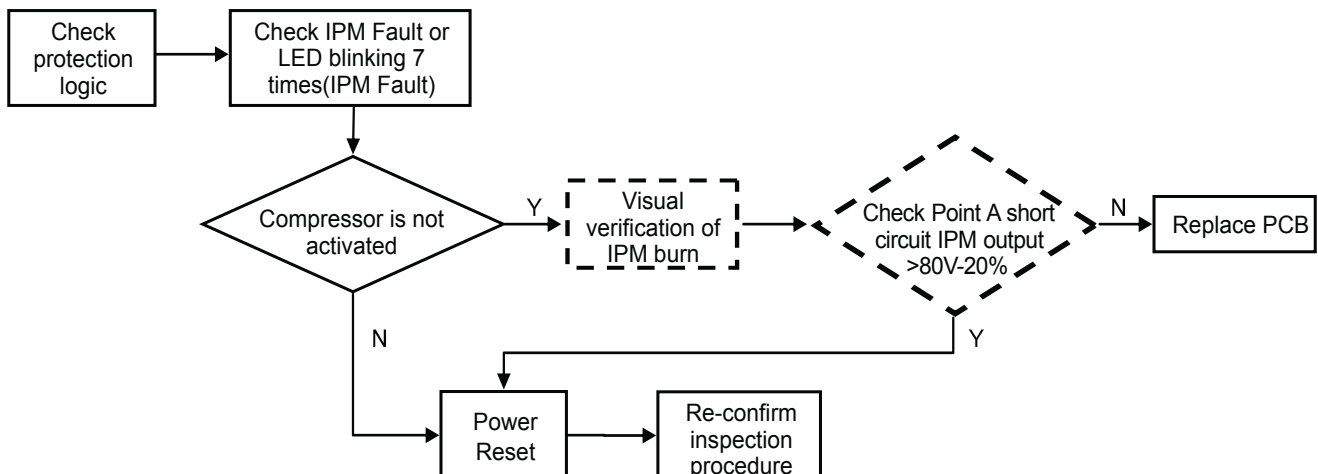 Check
protection
logic
Check IPM Fault or
LED blinking 7
times(IPM Fault)
Compressor is not
activated
Y
Visual
verification of
IPM burn
Check Point A short
circuit IPM output
>80V-20%
N
Replace PCB
N
Y
Power
Reset
Re-confirm
inspection
procedure